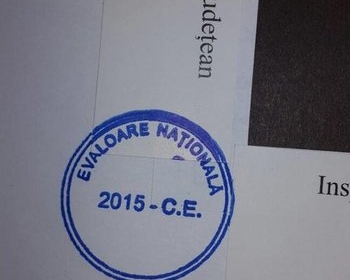 udețean
EVALOARE NAȚIONALĂ
2015 - C.E.
Ins